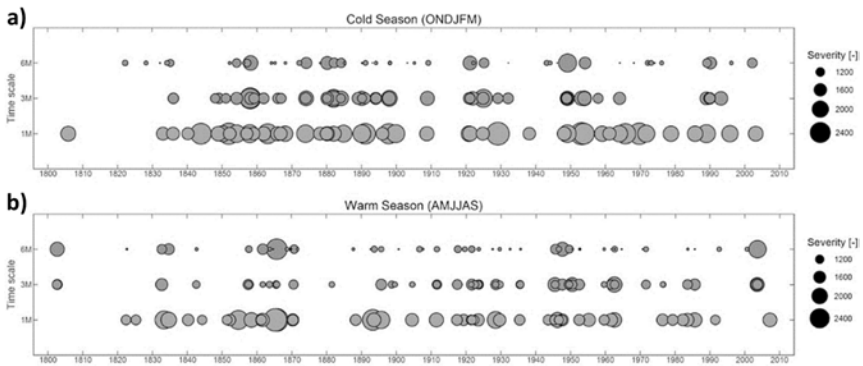 a)
Cold Season (ONDJFM)
Time scale
6M
3M
1M
1800 1810 1820 1830 1840 1850 1860 1870 1880 1890 1900 1910 1920 1930 1940 1950 1960 1970 1980 1990 2000 2010
Severity [-]
1200
1600
2000
2400
b)
Warm Season (AMJJAS)
Time scale
6M
3M
1M
1800 1810 1820 1830 1840 1850 1860 1870 1880 1890 1900 1910 1920 1930 1940 1950 1960 1970 1980 1990 2000 2010
Severity [-]
1200
1600
2000
2400